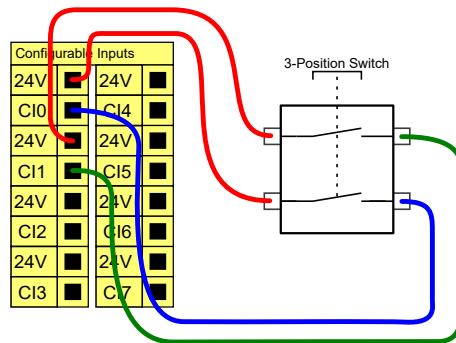 3-Position Switch
Configurable Inputs
24V 24V
CI0 CI4
24V 24V
CI1 CI5
24V 24V
CI2 CI6
24V 24V
CI3 CI7